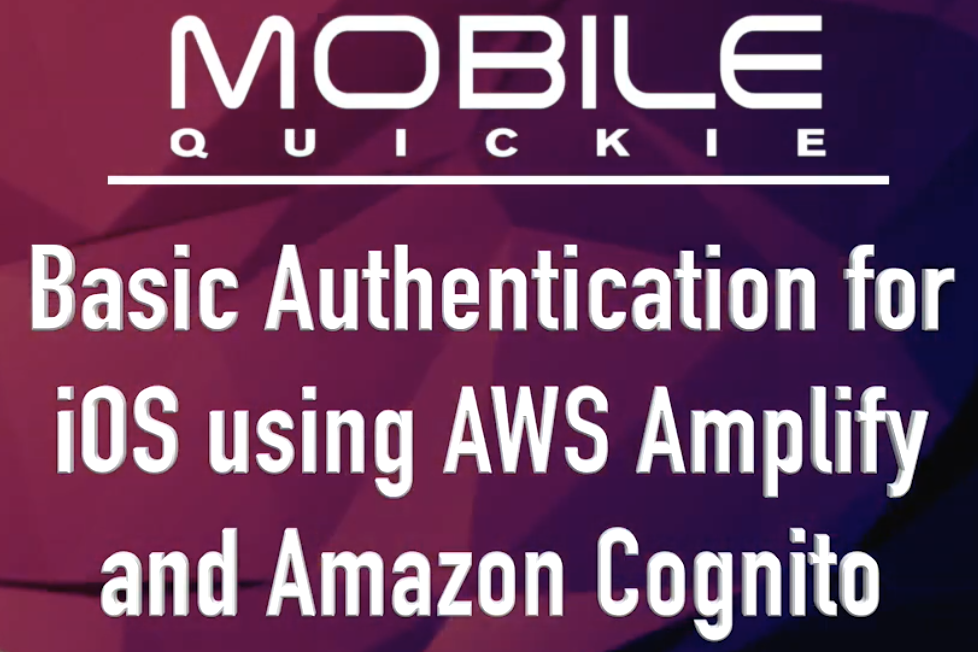 MOBILE
QUICKIE
Basic Authentication for
iOS using AWS Amplify
and Amazon Cognito